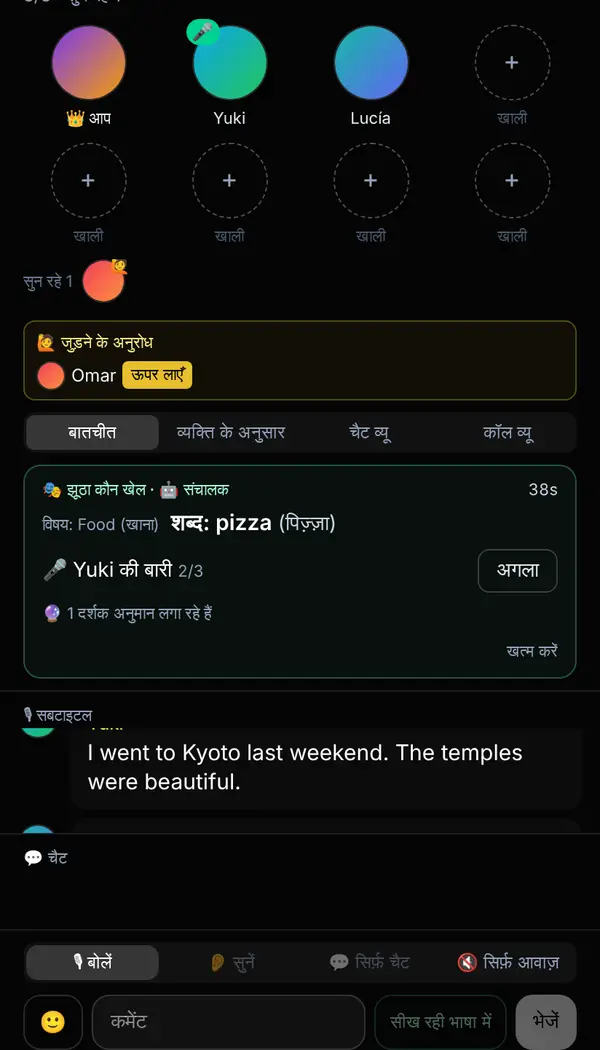 👑 आप
Yuki
Lucía
+
खाली
+
खाली
+
खाली
+
खाली
+
खाली
सुन रहे 1
🙋 जुड़ने के अनुरोध
Omar ऊपर लाएँ
बातचीत व्यक्ति के अनुसार चैट व्यू कॉल व्यू
🎭 झूठा कौन खेल · 🤖 संचालक 38s
विषय: Food (खाना) शब्द: pizza (पिज़्ज़ा)
🎤 Yuki की बारी 2/3 अगला
🔮 1 दर्शक अनुमान लगा रहे हैं
खत्म करें
🎙 सबटाइटल
I went to Kyoto last weekend. The temples
were beautiful.
💬 चैट
🎙 बोलें 👂 सुनें 💬 सिर्फ़ चैट 🔇 सिर्फ़ आवाज़
🙂 कमेंट सीख रही भाषा में भेजें